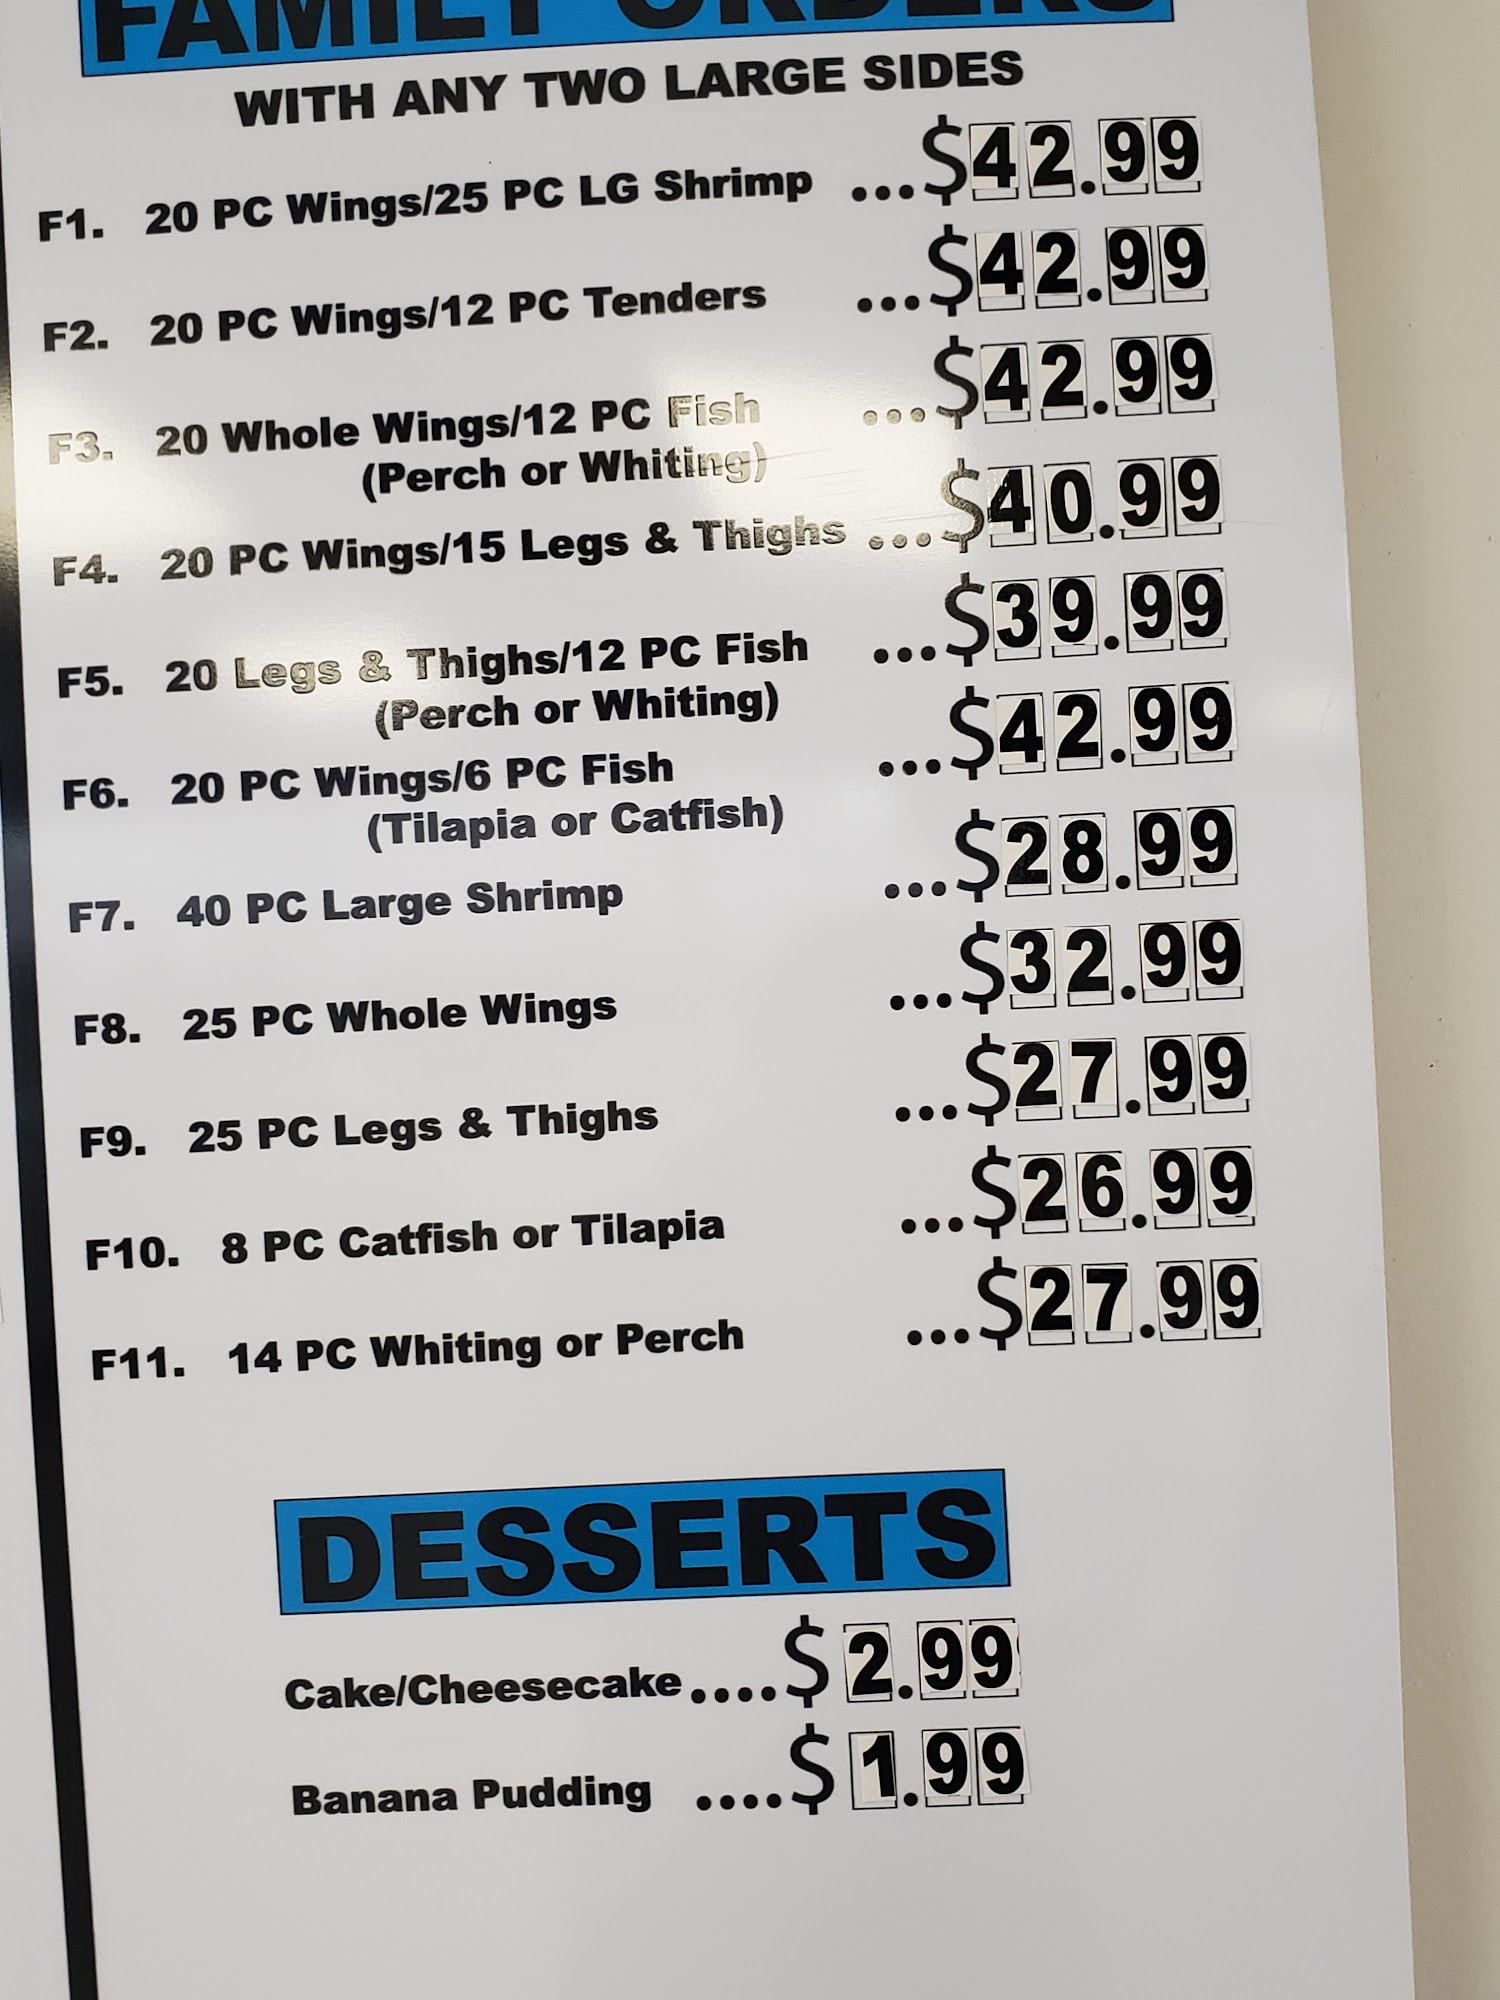 FAMILY ORDERS
WITH ANY TWO LARGE SIDES
F1. 20 PC Wings/25 PC LG Shrimp ...$42.99
F2. 20 PC Wings/12 PC Tenders ...$42.99
F3. 20 Whole Wings/12 PC Fish ...$42.99
(Perch or Whiting)
F4. 20 PC Wings/15 Legs & Thighs ...$40.99
F5. 20 Legs & Thighs/12 PC Fish ...$39.99
(Perch or Whiting)
F6. 20 PC Wings/6 PC Fish ...$42.99
(Tilapia or Catfish)
F7. 40 PC Large Shrimp ...$28.99
F8. 25 PC Whole Wings ...$32.99
F9. 25 PC Legs & Thighs ...$27.99
F10. 8 PC Catfish or Tilapia ...$26.99
F11. 14 PC Whiting or Perch ...$27.99
DESSERTS
Cake/Cheesecake....$2.99
Banana Pudding ....$1.99